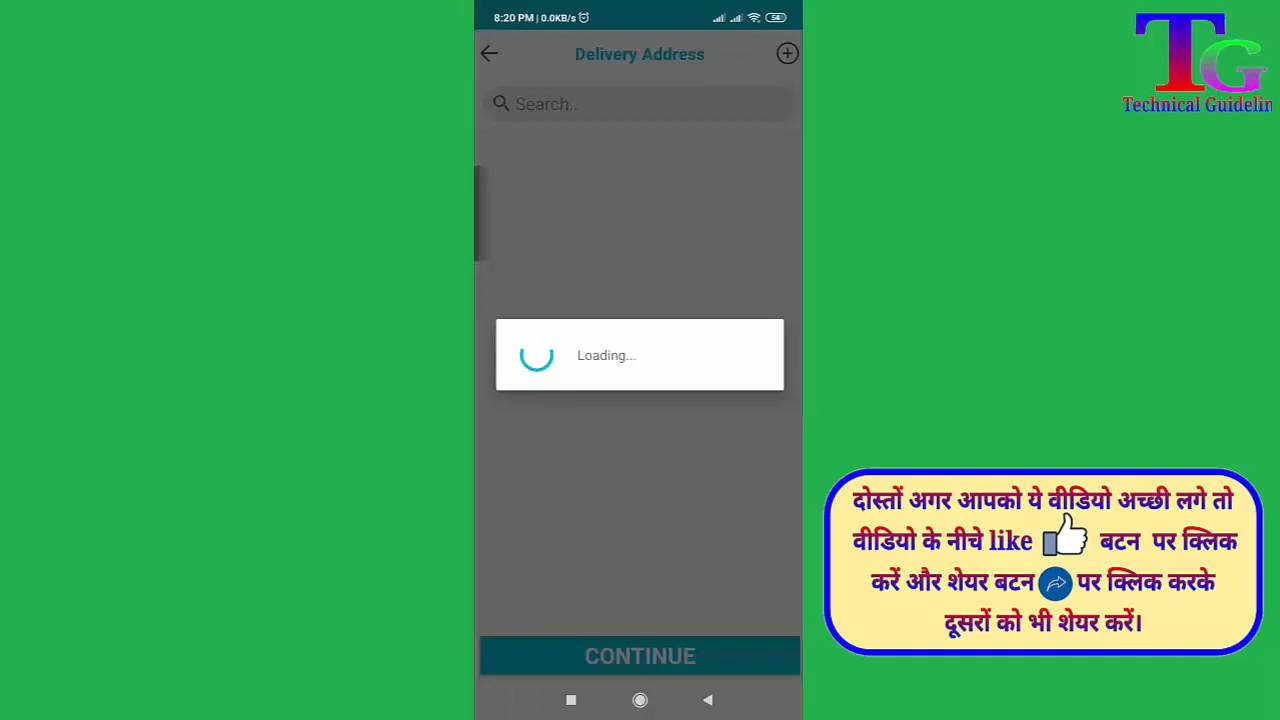 8:20 PM | 0.0KB/s
54
Delivery Address
Search..
Loading...
CONTINUE
TG
Technical Guidelin
दोस्तों अगर आपको ये वीडियो अच्छी लगे तो
वीडियो के नीचे like बटन पर क्लिक
करें और शेयर बटन पर क्लिक करके
दूसरों को भी शेयर करें।